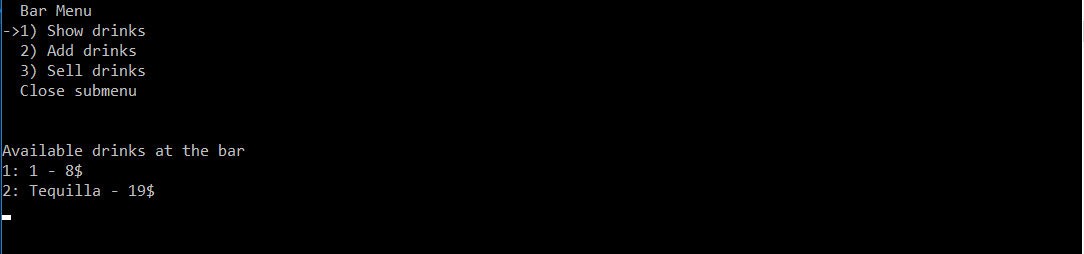 Bar Menu
->1) Show drinks
2) Add drinks
3) Sell drinks
Close submenu
Available drinks at the bar
1: 1 - 8$
2: Tequilla - 19$